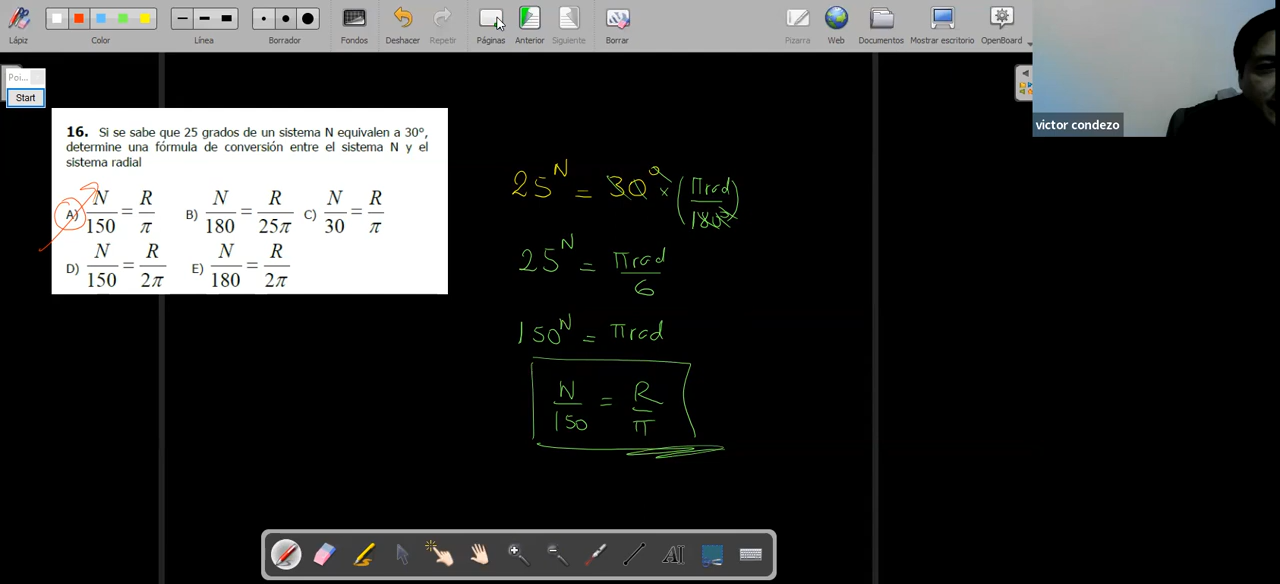 Lápiz Color Línea Borrador Fondos Deshacer Repetir Páginas Anterior Siguiente Borrar Pizarra Web Documentos Mostrar escritorio OpenBoard
Poi...
Start
victor condezo
16. Si se sabe que 25 grados de un sistema N equivalen a 30°,
determine una fórmula de conversión entre el sistema N y el
sistema radial
A) N/150 = R/π B) N/180 = R/25π C) N/30 = R/π
D) N/150 = R/2π E) N/180 = R/2π
25^N = 30° × (πrad/180°)
25^N = πrad/6
150^N = πrad
N/150 = R/π
AI